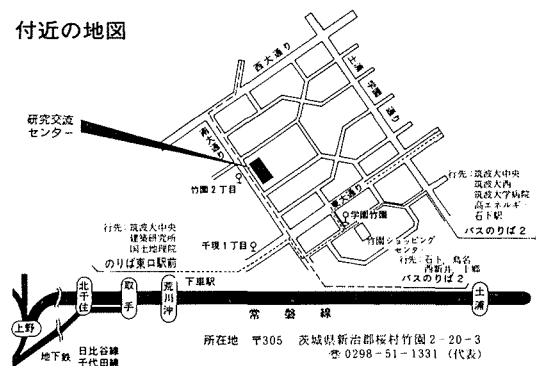 付近の地図
西大通り
土浦学園通り
研究交流
センター
南大通り
竹園2丁目
東大通り
学園竹園
行先:筑波大中央
筑波大西
筑波大学病院
高エネルギー
石下駅
バスのりば2
行先:筑波大中央
建築研究所
国土地理院
のりば東口駅前
千現1丁目
竹園ショッピング
センター
行先:石下、鳥名
西新井、上郷
バスのりば2
下車駅
上野
北千住
取手
荒川沖
土浦
常磐線
地下鉄 日比谷線
千代田線
所在地 〒305 茨城県新治郡桜村竹園2-20-3
☎ 0298-51-1331(代表)